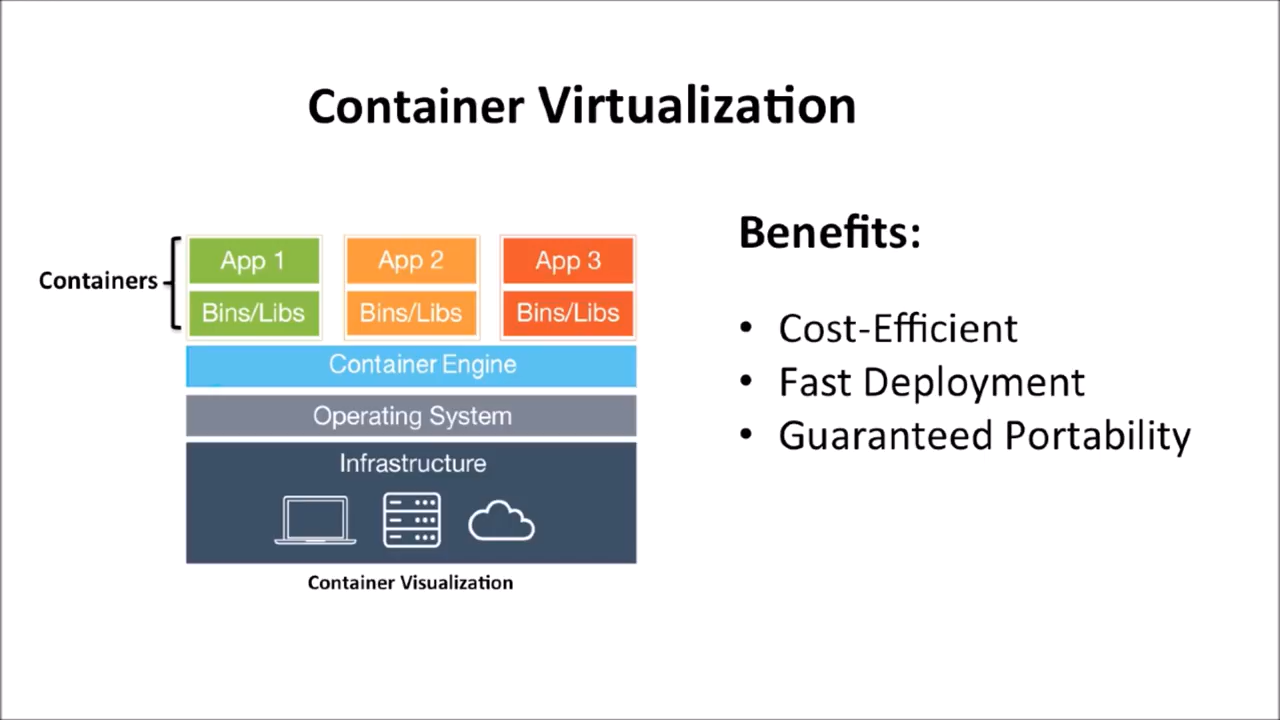 Container Virtualization
Containers
App 1
App 2
App 3
Bins/Libs
Bins/Libs
Bins/Libs
Container Engine
Operating System
Infrastructure
Container Visualization
Benefits:
• Cost-Efficient
• Fast Deployment
• Guaranteed Portability